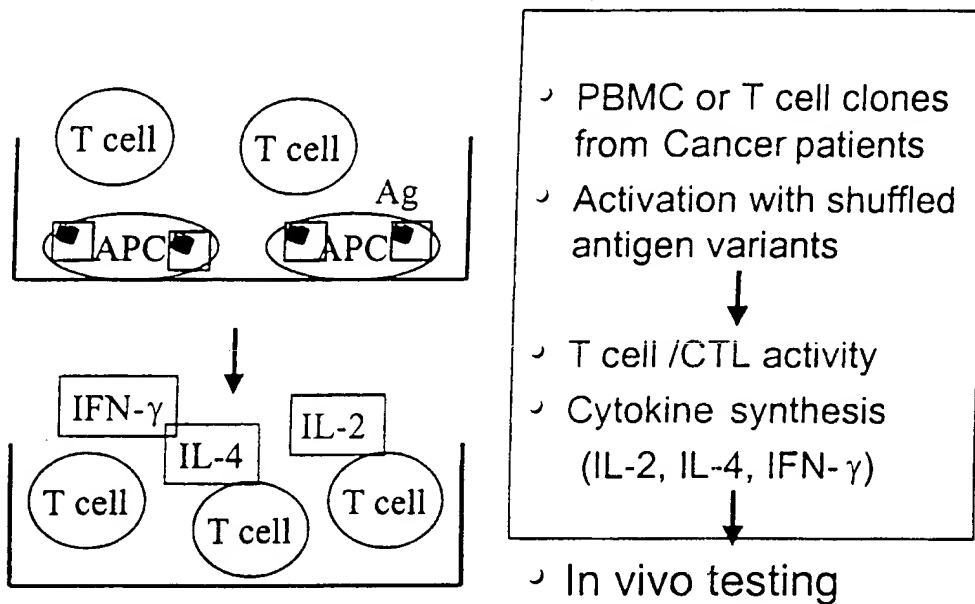 T cell
T cell
Ag
APC
APC
IFN-γ
IL-2
IL-4
T cell
T cell
T cell
PBMC or T cell clones
from Cancer patients
Activation with shuffled
antigen variants
T cell /CTL activity
Cytokine synthesis
(IL-2, IL-4, IFN- γ)
In vivo testing